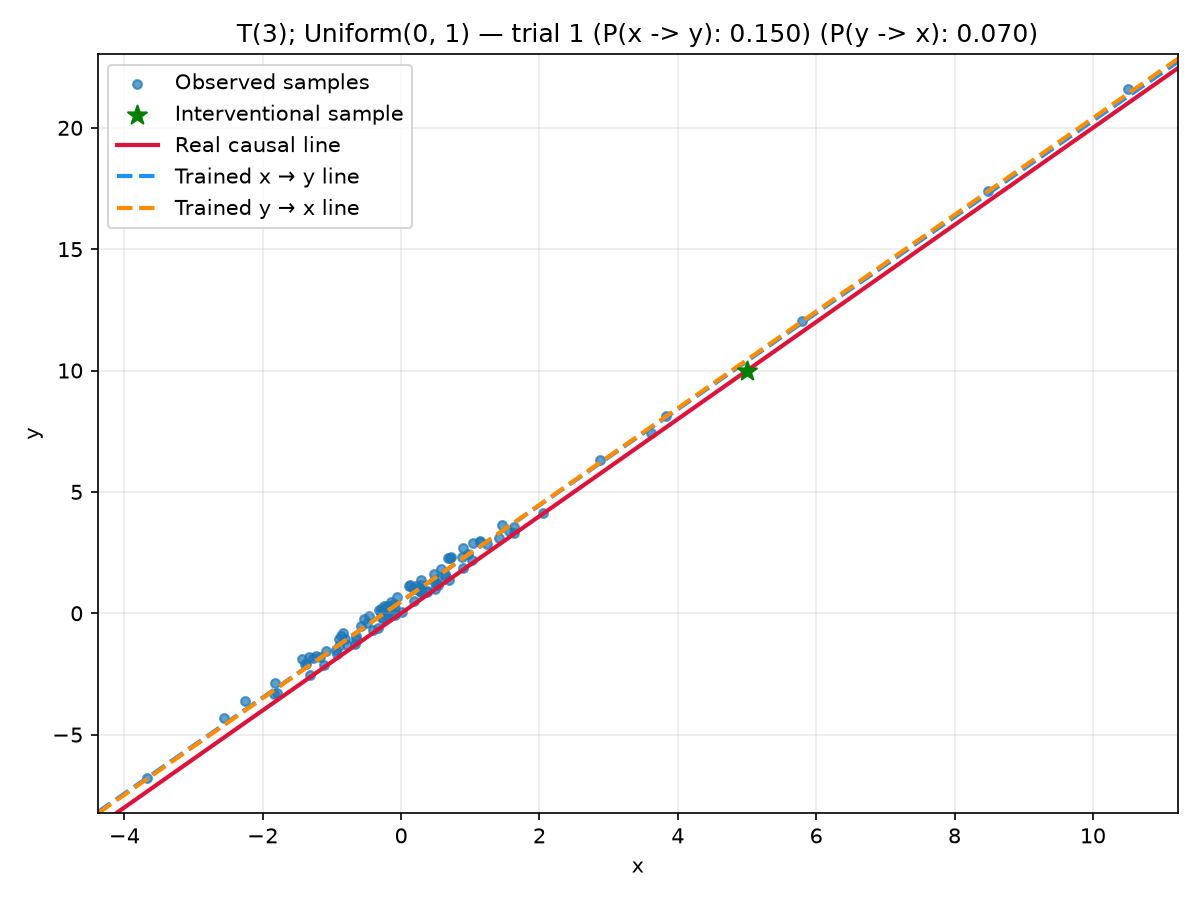 T(3); Uniform(0, 1) — trial 1 (P(x -> y): 0.150) (P(y -> x): 0.070)
Observed samples
Interventional sample
Real causal line
Trained x → y line
Trained y → x line
20
15
10
5
0
−5
y
−4 −2 0 2 4 6 8 10
x